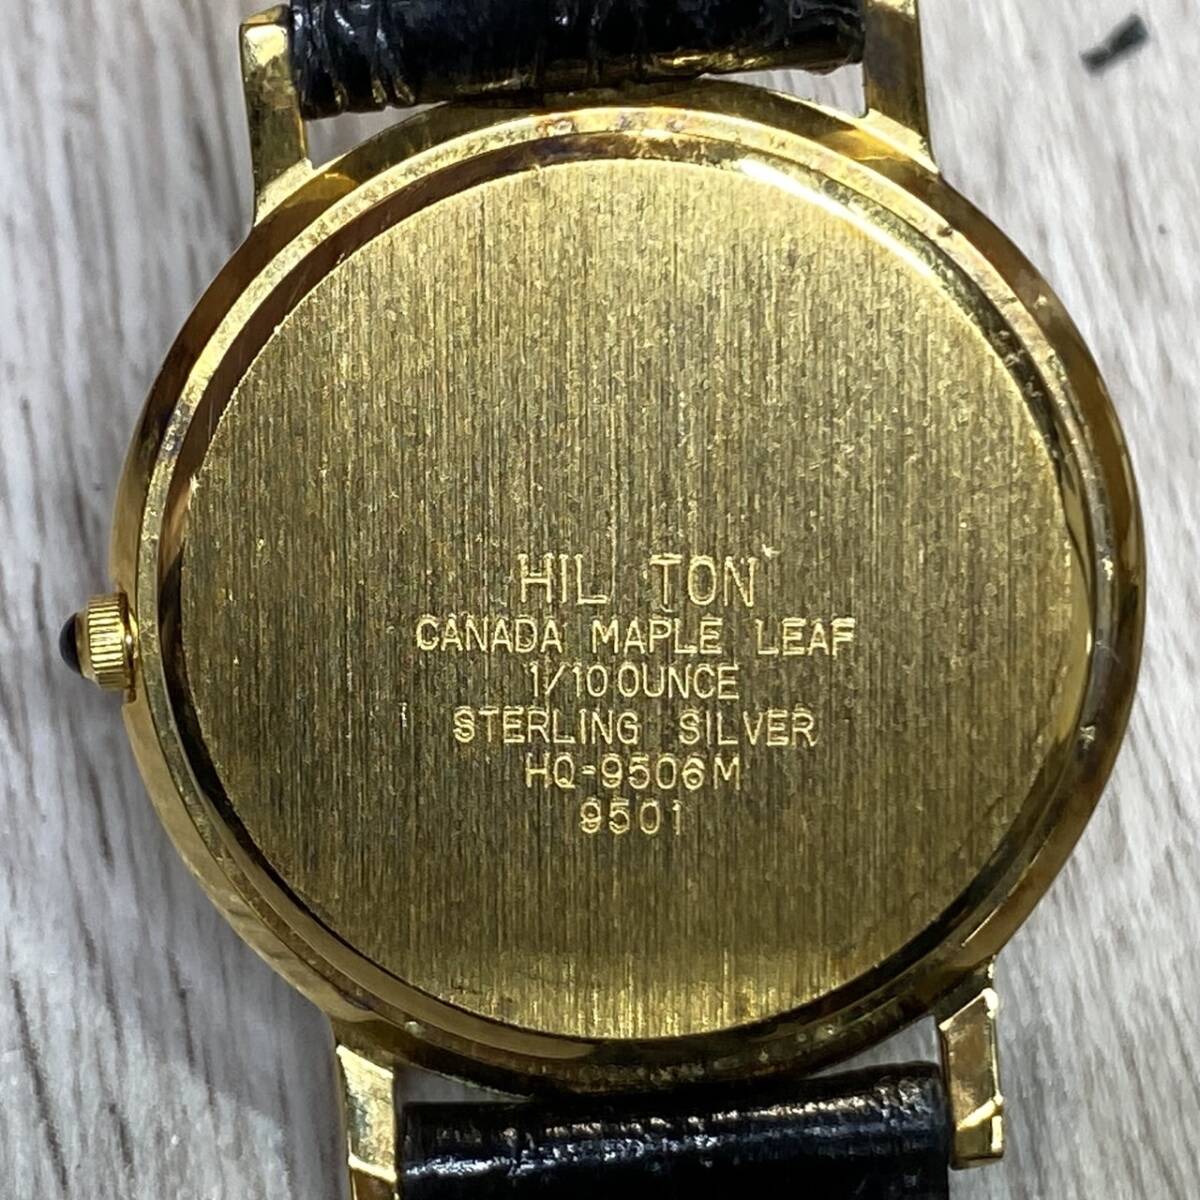 HIL TON
CANADA MAPLE LEAF
1/10 OUNCE
STERLING SILVER
HQ-9506M
9501